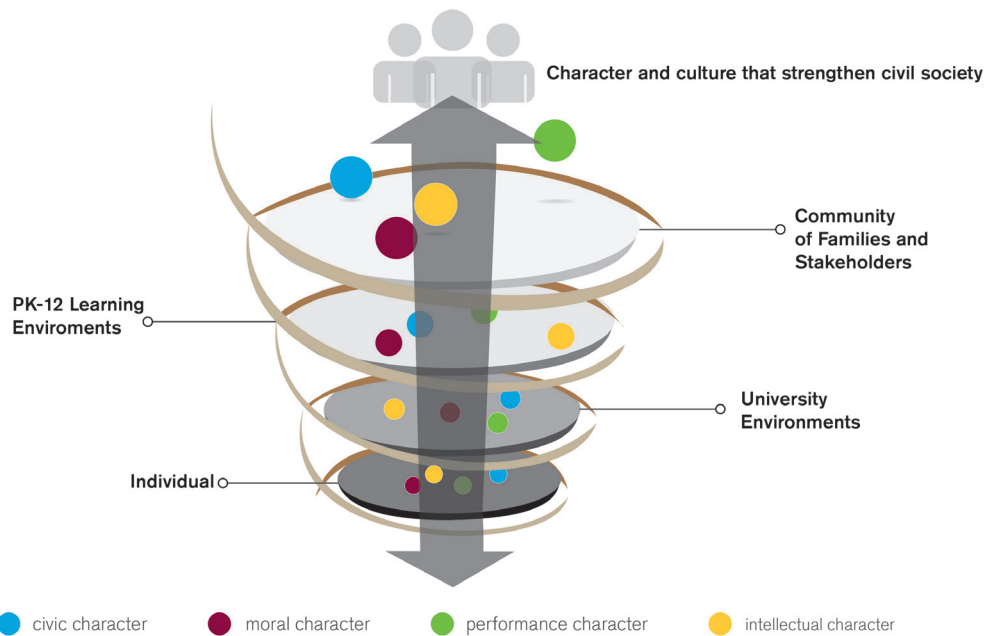 Character and culture that strengthen civil society
Community
of Families and
Stakeholders
PK-12 Learning
Enviroments
University
Environments
Individual
civic character
moral character
performance character
intellectual character